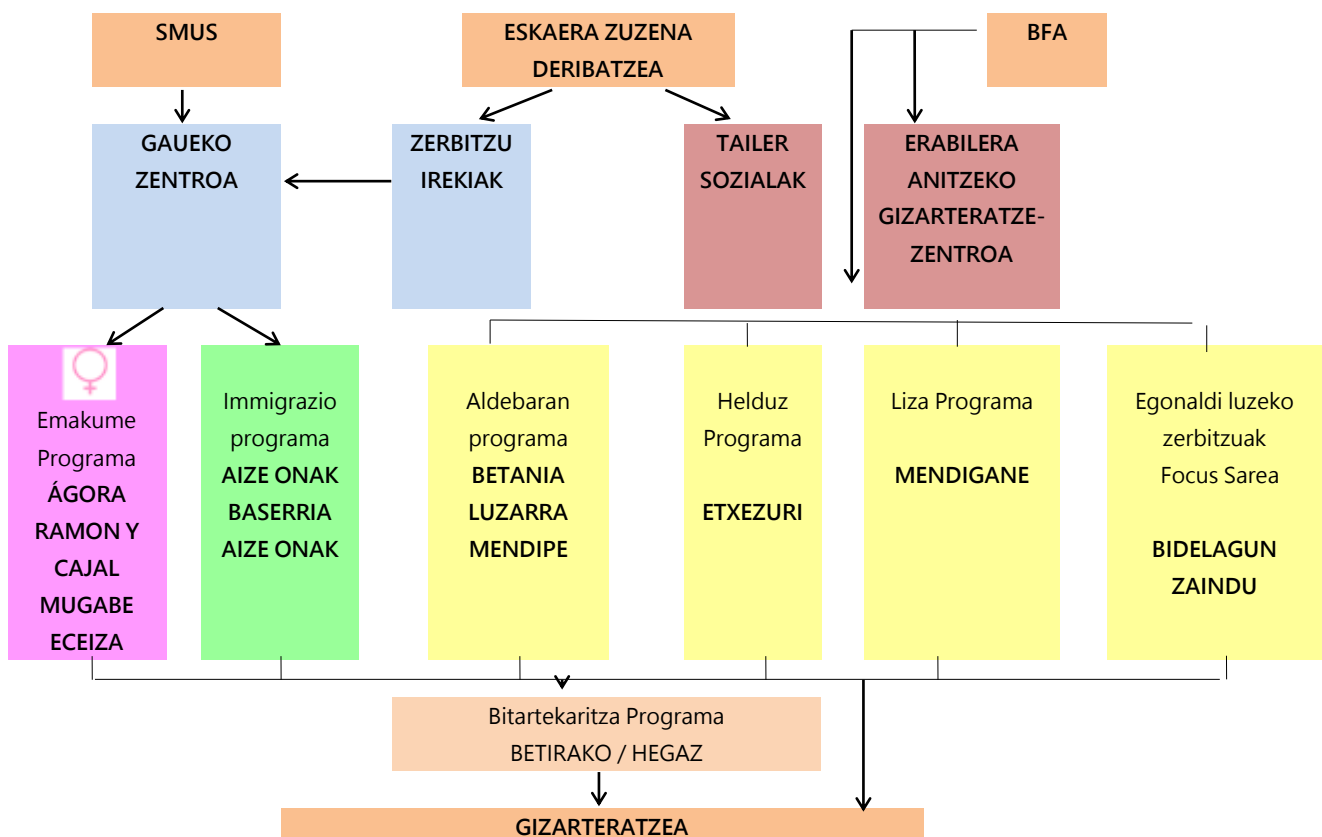 SMUS
ESKAERA ZUZENA
DERIBATZEA
BFA
GAUEKO
ZENTROA
ZERBITZU
IREKIAK
TAILER
SOZIALAK
ERABILERA
ANITZEKO
GIZARTERATZE-
ZENTROA
Emakume
Programa
ÁGORA
RAMON Y
CAJAL
MUGABE
ECEIZA
Immigrazio
programa
AIZE ONAK
BASERRIA
AIZE ONAK
Aldebaran
programa
BETANIA
LUZARRA
MENDIPE
Helduz
Programa
ETXEZURI
Liza Programa
MENDIGANE
Egonaldi luzeko
zerbitzuak
Focus Sarea
BIDELAGUN
ZAINDU
Bitartekaritza Programa
BETIRAKO / HEGAZ
GIZARTERATZEA